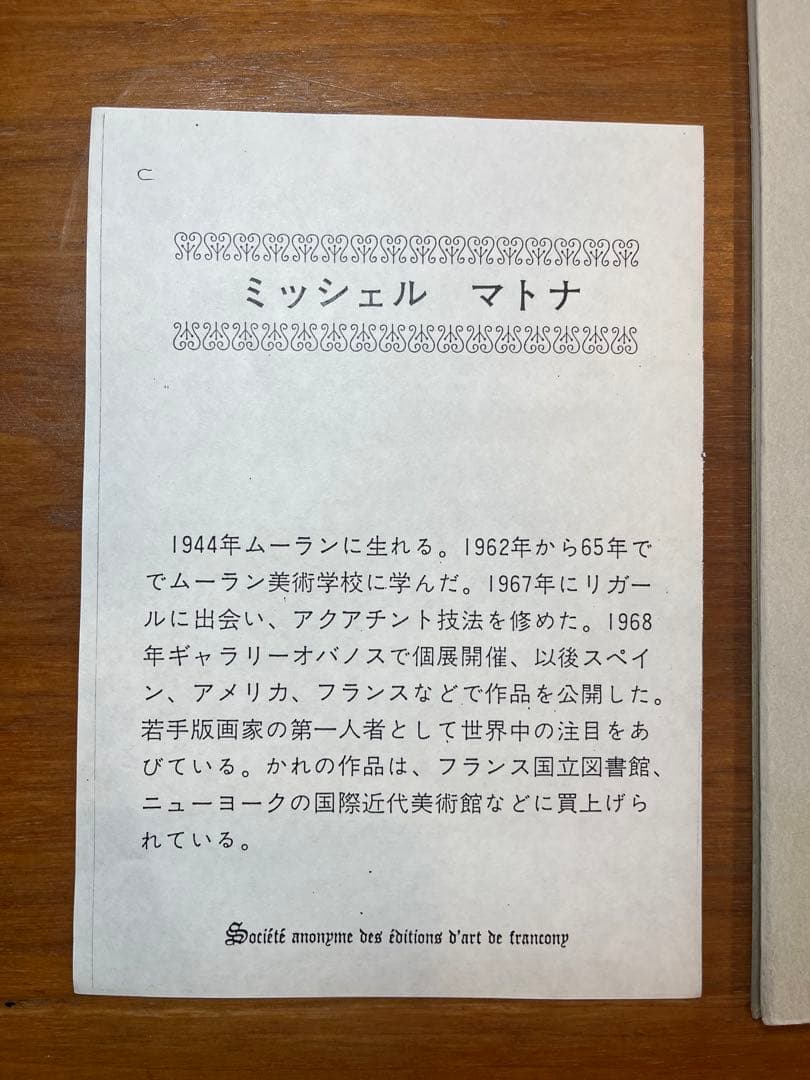 ミッシェル　マトナ
1944年ムーランに生れる。1962年から65年で
でムーラン美術学校に学んだ。1967年にリガー
ルに出会い、アクアチント技法を修めた。1968
年ギャラリーオバノスで個展開催、以後スペイ
ン、アメリカ、フランスなどで作品を公開した。
若手版画家の第一人者として世界中の注目をあ
びている。かれの作品は、フランス国立図書館、
ニューヨークの国際近代美術館などに買上げら
れている。
Société anonyme des éditions d'art de francony